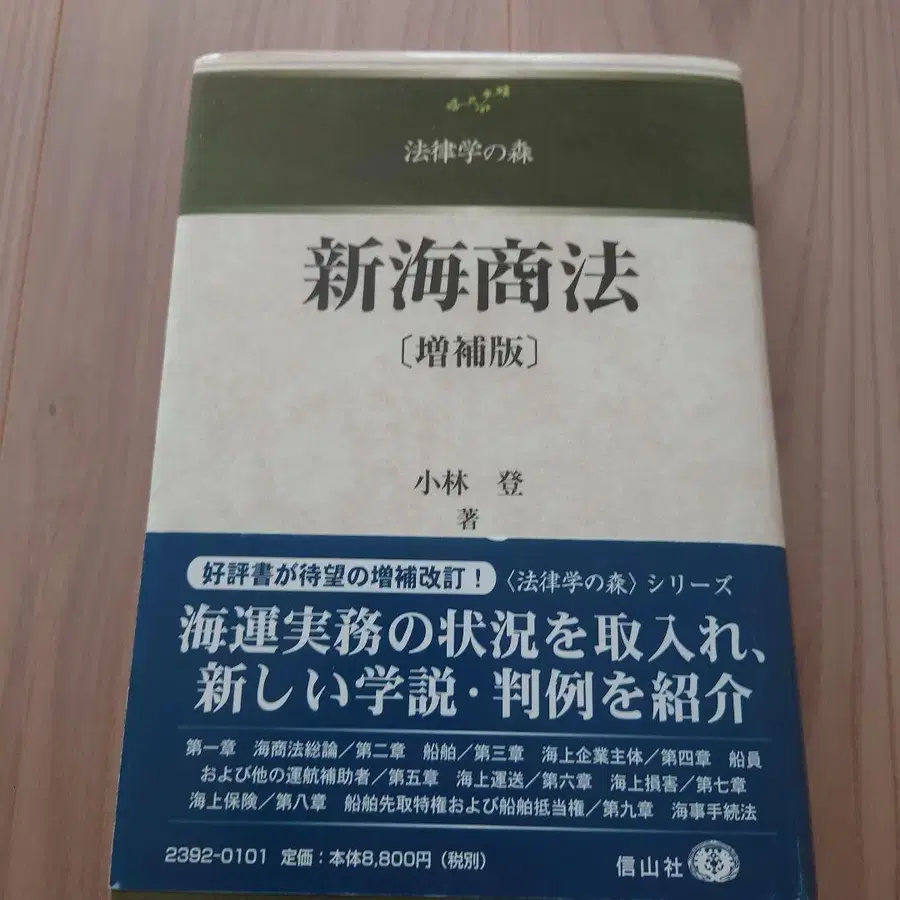 法律学の森
新海商法
〔増補版〕
小林 登
著
好評書が待望の増補改訂!
〈法律学の森〉シリーズ
海運実務の状況を取入れ、
新しい学説・判例を紹介
第一章 海商法総論/第二章 船舶/第三章 海上企業主体/第四章 船員
および他の運航補助者/第五章 海上運送/第六章 海上損害/第七章
海上保険/第八章 船舶先取特権および船舶抵当権/第九章 海事手続法
2392-0101 定価:本体8,800円(税別)
信山社